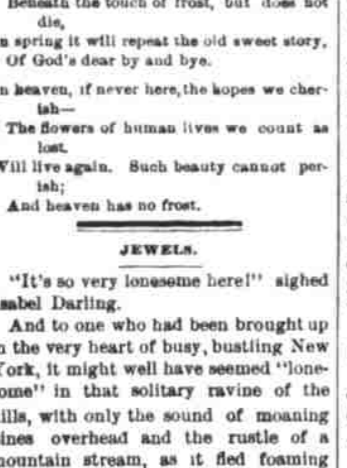 Beneath the touch of frost, but does not
die,
n spring it will repeat the old sweet story,
Of God's dear by and bye.
n heaven, if never here, the hopes we cher-
ish—
The flowers of human lives we count as
lost.
Will live again. Such beauty cannot per-
ish;
And heaven has no frost.
JEWELS.
"It's so very lonesome here!" sighed
sabel Darling.
And to one who had been brought up
n the very heart of busy, bustling New
York, it might well have seemed "lone-
ome" in that solitary ravine of the
ills, with only the sound of moaning
ines overhead and the rustle of a
mountain stream, as it fled foaming